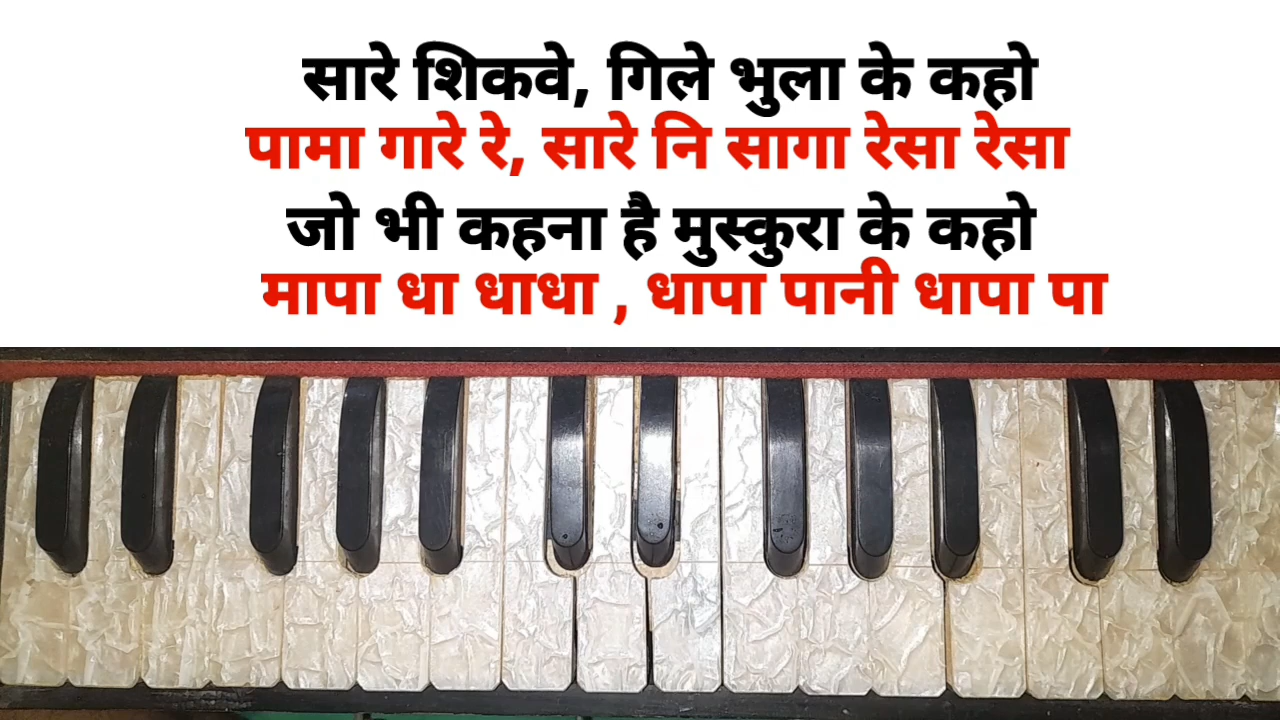 सारे शिकवे, गिले भुला के कहो
पामा गारे रे, सारे नि सागा रेसा रेसा
जो भी कहना है मुस्कुरा के कहो
मापा धा धाधा , धापा पानी धापा पा